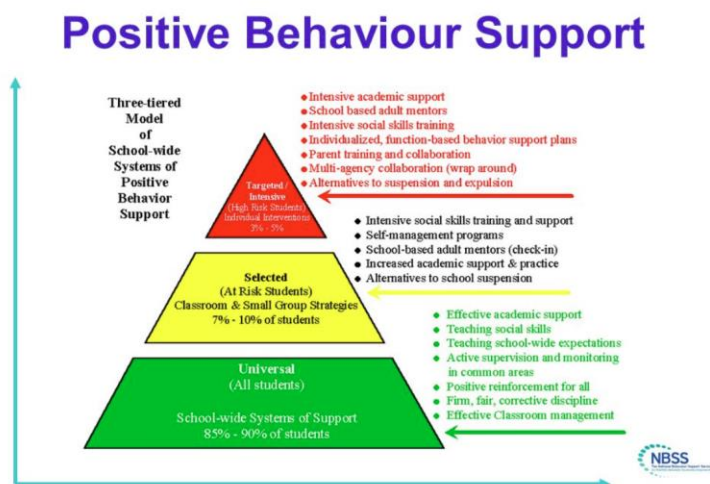 Positive Behaviour Support
Three-tiered
Model
of
School-wide
Systems of
Positive
Behavior
Support
Targeted /
Intensive
(High Risk Students)
Individual Interventions
3% - 5%
◆Intensive academic support
◆School based adult mentors
◆Intensive social skills training
◆Individualized, function-based behavior support plans
◆Parent training and collaboration
◆Multi-agency collaboration (wrap around)
◆Alternatives to suspension and expulsion
Selected
(At Risk Students)
Classroom & Small Group Strategies
7% - 10% of students
◆ Intensive social skills training and support
◆ Self-management programs
◆ School-based adult mentors (check-in)
◆ Increased academic support & practice
◆ Alternatives to school suspension
Universal
(All students)
School-wide Systems of Support
85% - 90% of students
● Effective academic support
● Teaching social skills
● Teaching school-wide expectations
● Active supervision and monitoring
in common areas
● Positive reinforcement for all
● Firm, fair, corrective discipline
● Effective Classroom management
NBSS